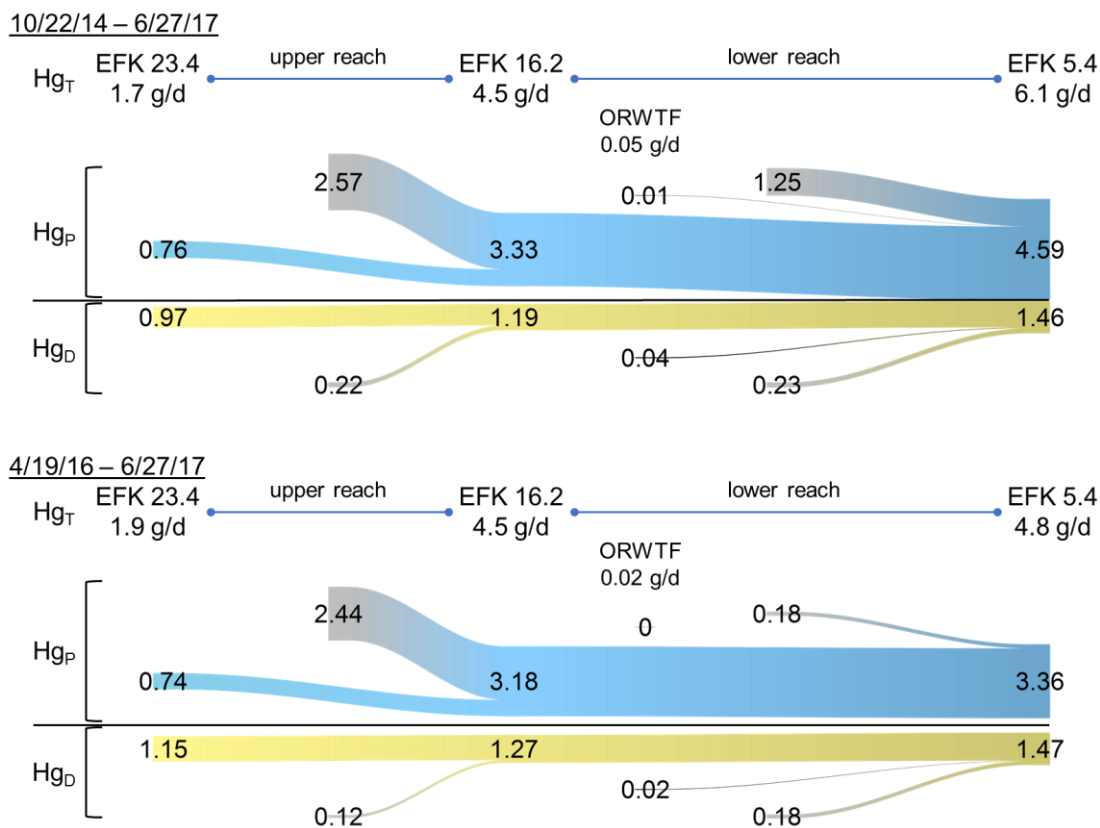 10/22/14 – 6/27/17
HgT EFK 23.4 upper reach EFK 16.2 lower reach EFK 5.4
1.7 g/d 4.5 g/d 6.1 g/d
ORWTF
0.05 g/d
2.57 0.01 1.25
HgP 0.76 3.33 4.59
0.97 1.19 1.46
HgD 0.04
0.22 0.23
4/19/16 – 6/27/17
HgT EFK 23.4 upper reach EFK 16.2 lower reach EFK 5.4
1.9 g/d 4.5 g/d 4.8 g/d
ORWTF
0.02 g/d
2.44 0 0.18
HgP 0.74 3.18 3.36
1.15 1.27 1.47
HgD 0.02
0.12 0.18